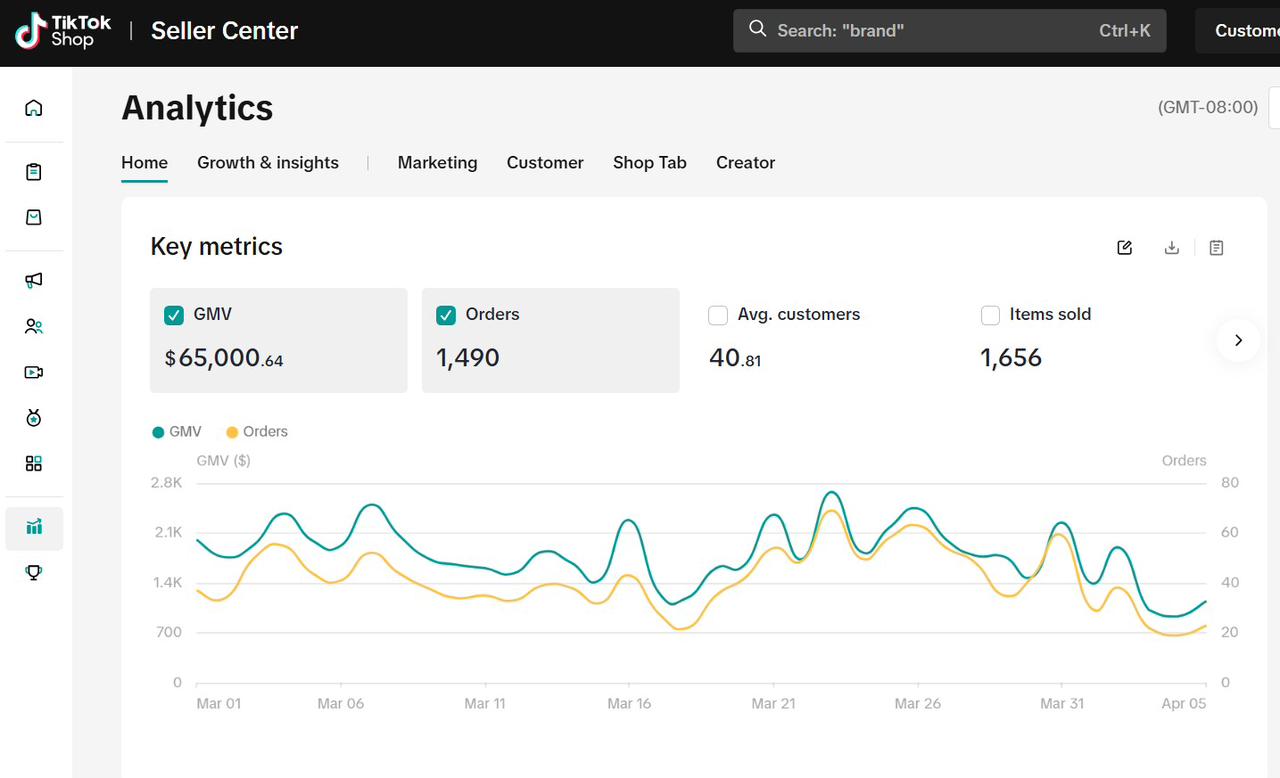 TikTok
Shop
Seller Center
Search: "brand"
Ctrl+K
Custome
Analytics
(GMT-08:00)
Home
Growth & insights
Marketing
Customer
Shop Tab
Creator
Key metrics
GMV
Orders
Avg. customers
Items sold
$65,000.64
1,490
40.81
1,656
GMV
Orders
GMV ($)
Orders
2.8K
80
2.1K
60
1.4K
40
700
20
0
0
Mar 01
Mar 06
Mar 11
Mar 16
Mar 21
Mar 26
Mar 31
Apr 05